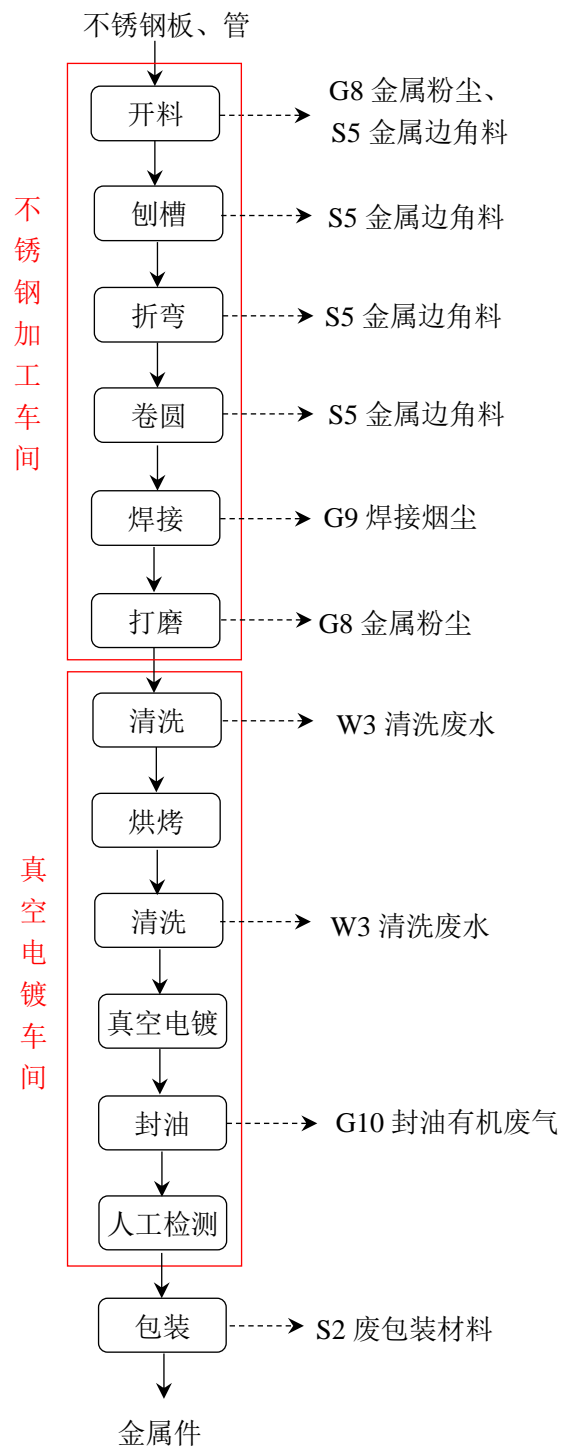 不锈钢板、管
开料
G8 金属粉尘、
S5 金属边角料
刨槽
S5 金属边角料
折弯
S5 金属边角料
卷圆
S5 金属边角料
焊接
G9 焊接烟尘
打磨
G8 金属粉尘
不锈钢加工车间
清洗
W3 清洗废水
烘烤
清洗
W3 清洗废水
真空电镀
封油
G10 封油有机废气
人工检测
真空电镀车间
包装
S2 废包装材料
金属件